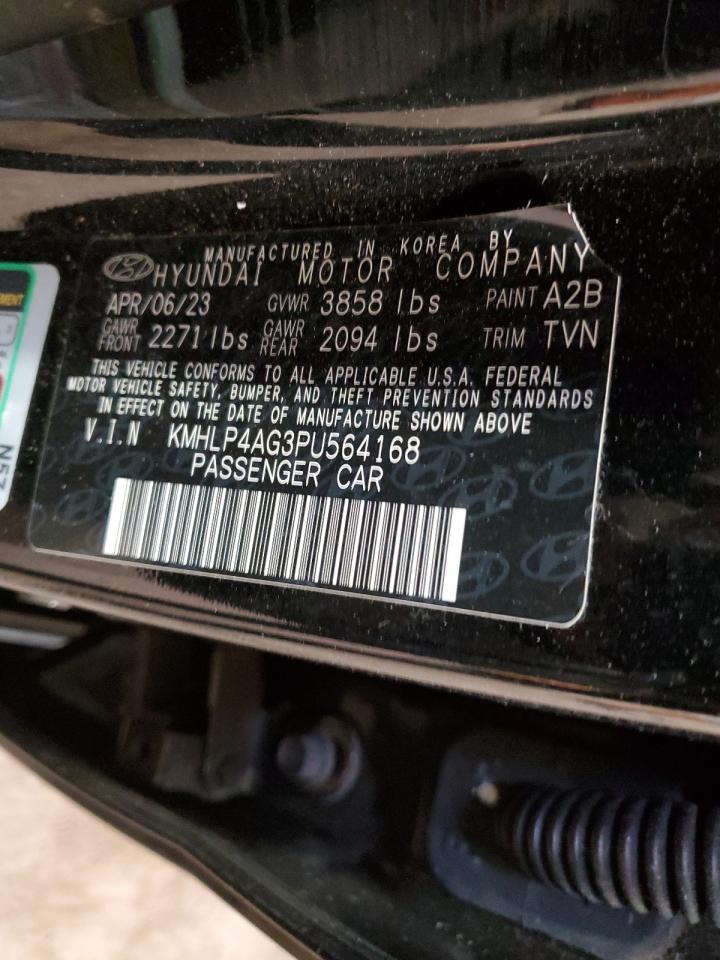 MANUFACTURED IN KOREA BY
HYUNDAI MOTOR COMPANY
APR/06/23 GVWR 3858 lbs PAINT A2B
GAWR FRONT 2271 lbs GAWR REAR 2094 lbs TRIM TVN
THIS VEHICLE CONFORMS TO ALL APPLICABLE U.S.A. FEDERAL
MOTOR VEHICLE SAFETY, BUMPER, AND THEFT PREVENTION STANDARDS
IN EFFECT ON THE DATE OF MANUFACTURE SHOWN ABOVE
V.I.N KMHLP4AG3PU564168
PASSENGER CAR